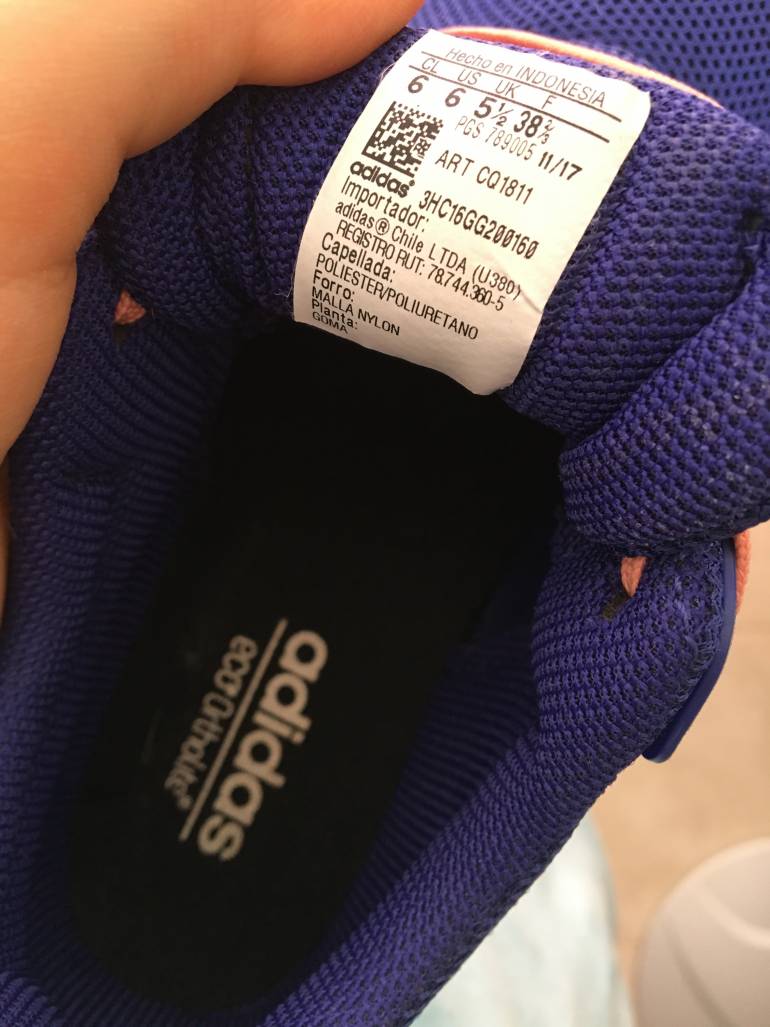 Hecho en INDONESIA
CL US UK F
6 6 5½ 38⅔
PGS 789005 11/17
ART CQ1811
adidas®
3HC16GG200160
Importador:
adidas® Chile LTDA (U380)
REGISTRO RUT: 78.744.360-5
Capellada:
POLIESTER/POLIURETANO
Forro:
MALLA NYLON
Planta:
GOMA
adidas
eco Ortholite®